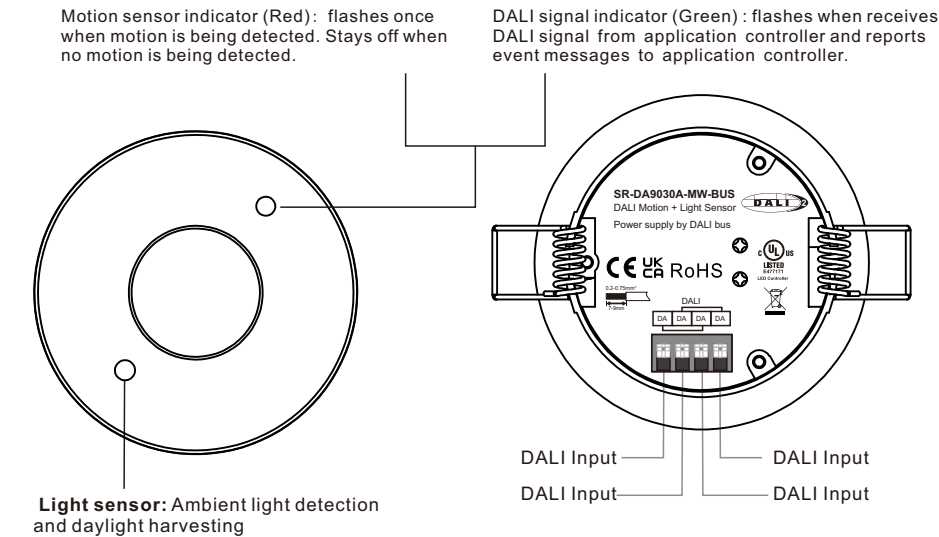 Motion sensor indicator (Red): flashes once
when motion is being detected. Stays off when
no motion is being detected.
DALI signal indicator (Green) : flashes when receives
DALI signal from application controller and reports
event messages to application controller.
SR-DA9030A-MW-BUS
DALI Motion + Light Sensor
Power supply by DALI bus
DALI 2
C UL US
LISTED
E477171
LED Controller
CE UK CA RoHS
0.2-0.75mm²
7-9mm
DALI
DA DA DA DA
DALI Input
DALI Input
DALI Input
DALI Input
Light sensor: Ambient light detection
and daylight harvesting